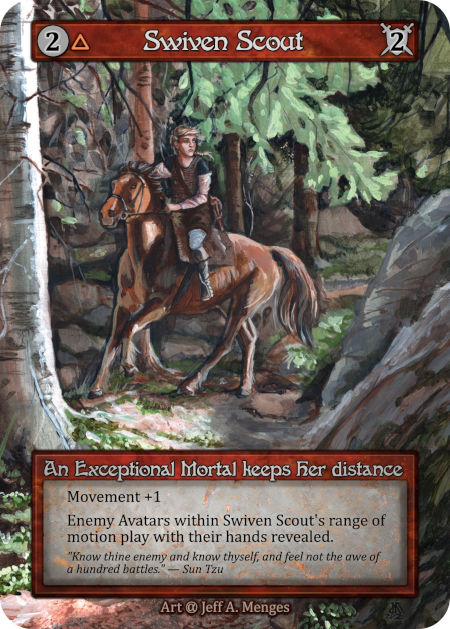 2 Swiven Scout 2
An Exceptional Mortal keeps Her distance
Movement +1
Enemy Avatars within Swiven Scout's range of
motion play with their hands revealed.
"Know thine enemy and know thyself, and feel not the awe of
a hundred battles." — Sun Tzu
Art @ Jeff A. Menges